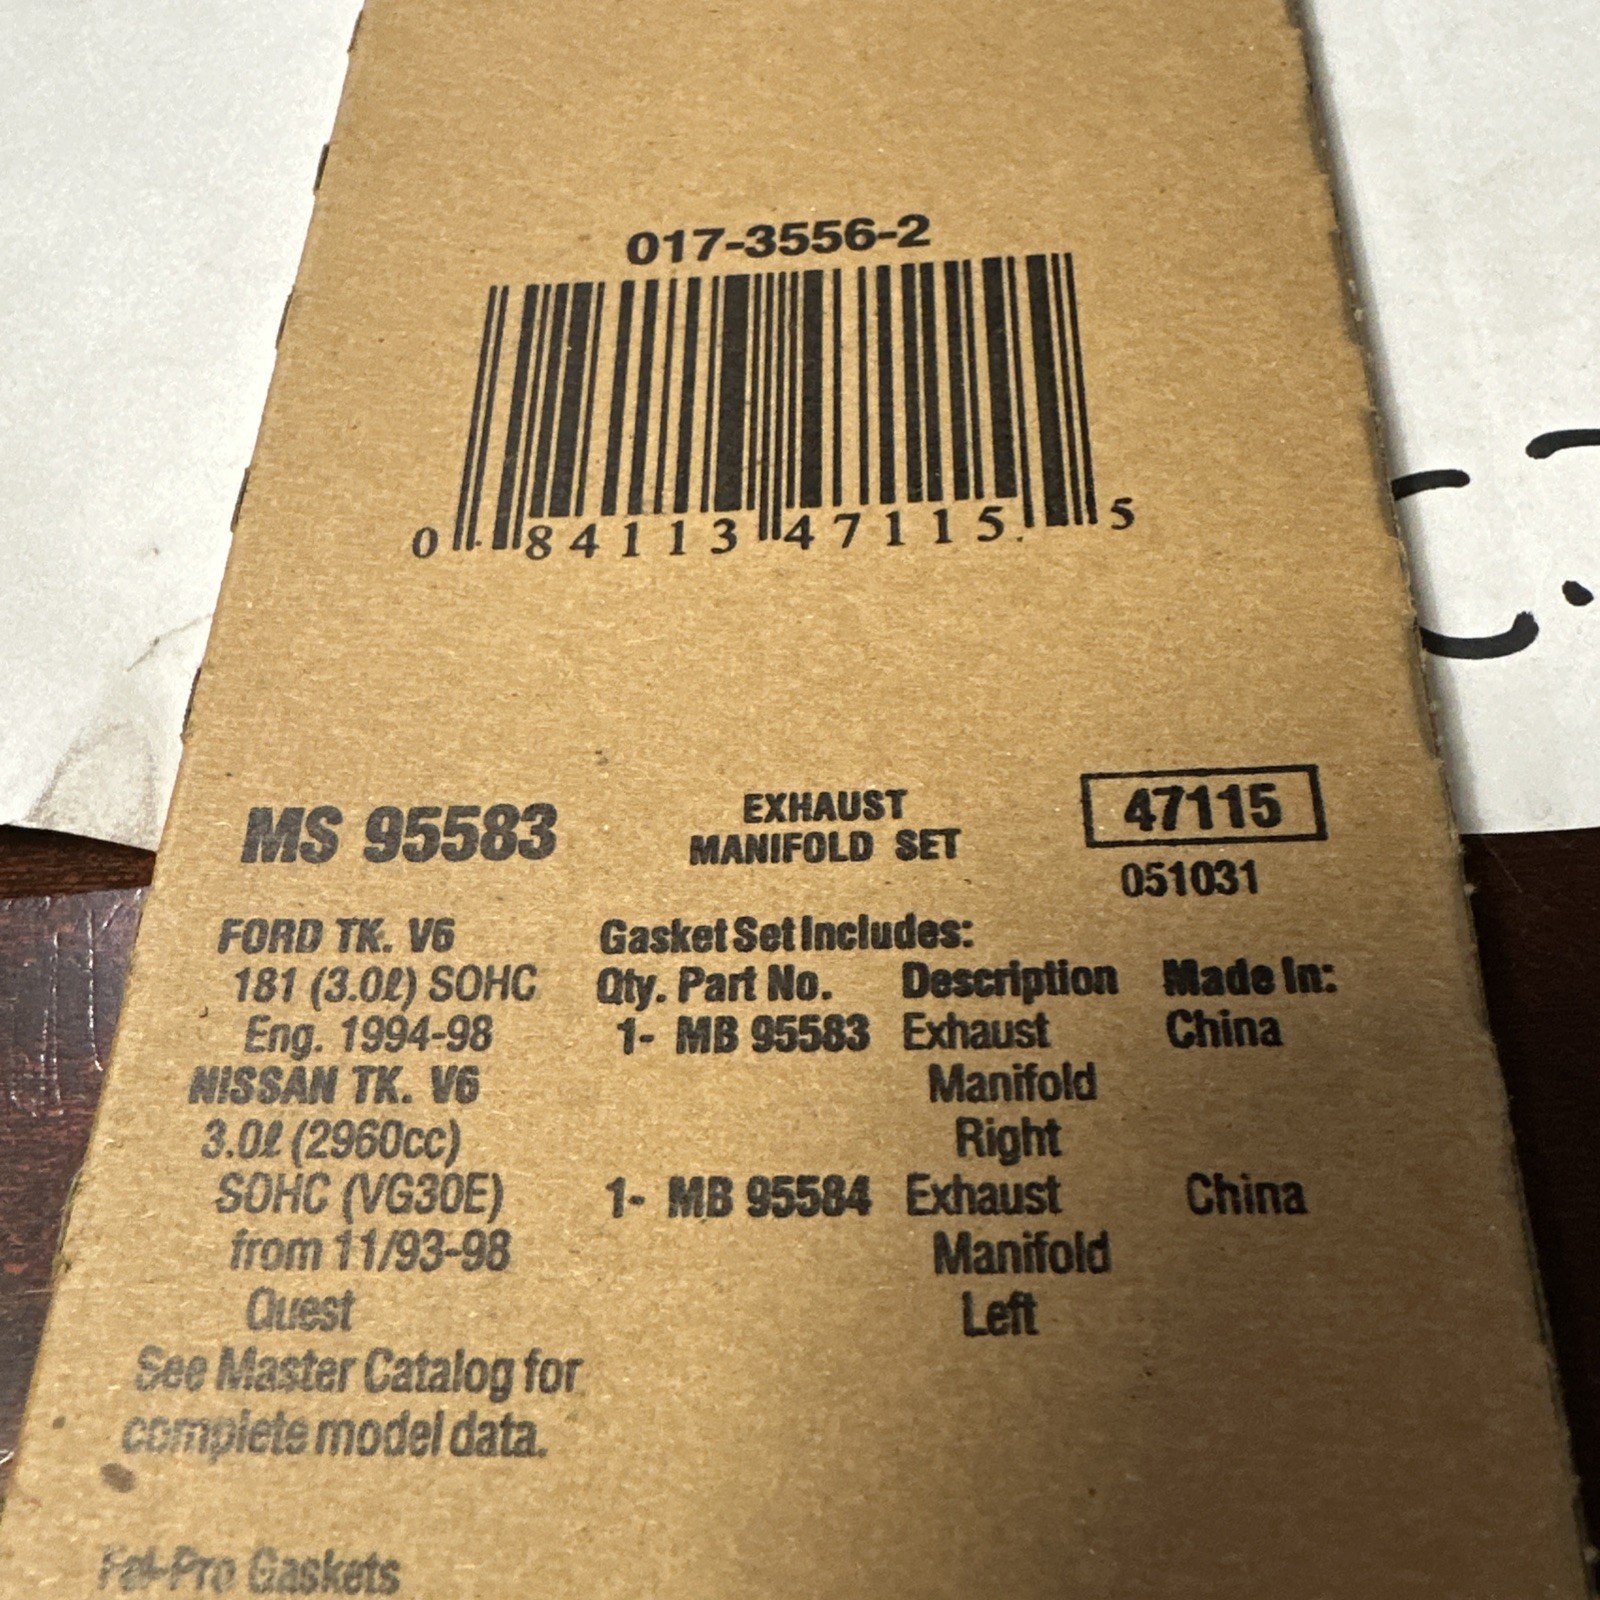 017-3556-2
0 84113 47115 5
MS 95583
EXHAUST
MANIFOLD SET
47115
051031
FORD TK. V6
181 (3.0ℓ) SOHC
Eng. 1994-98
NISSAN TK. V6
3.0ℓ (2960cc)
SOHC (VG30E)
from 11/93-98
Quest
See Master Catalog for
complete model data.
Gasket Set Includes:
Qty. Part No. Description Made In:
1- MB 95583 Exhaust China
Manifold
Right
1- MB 95584 Exhaust China
Manifold
Left
Fel-Pro Gaskets